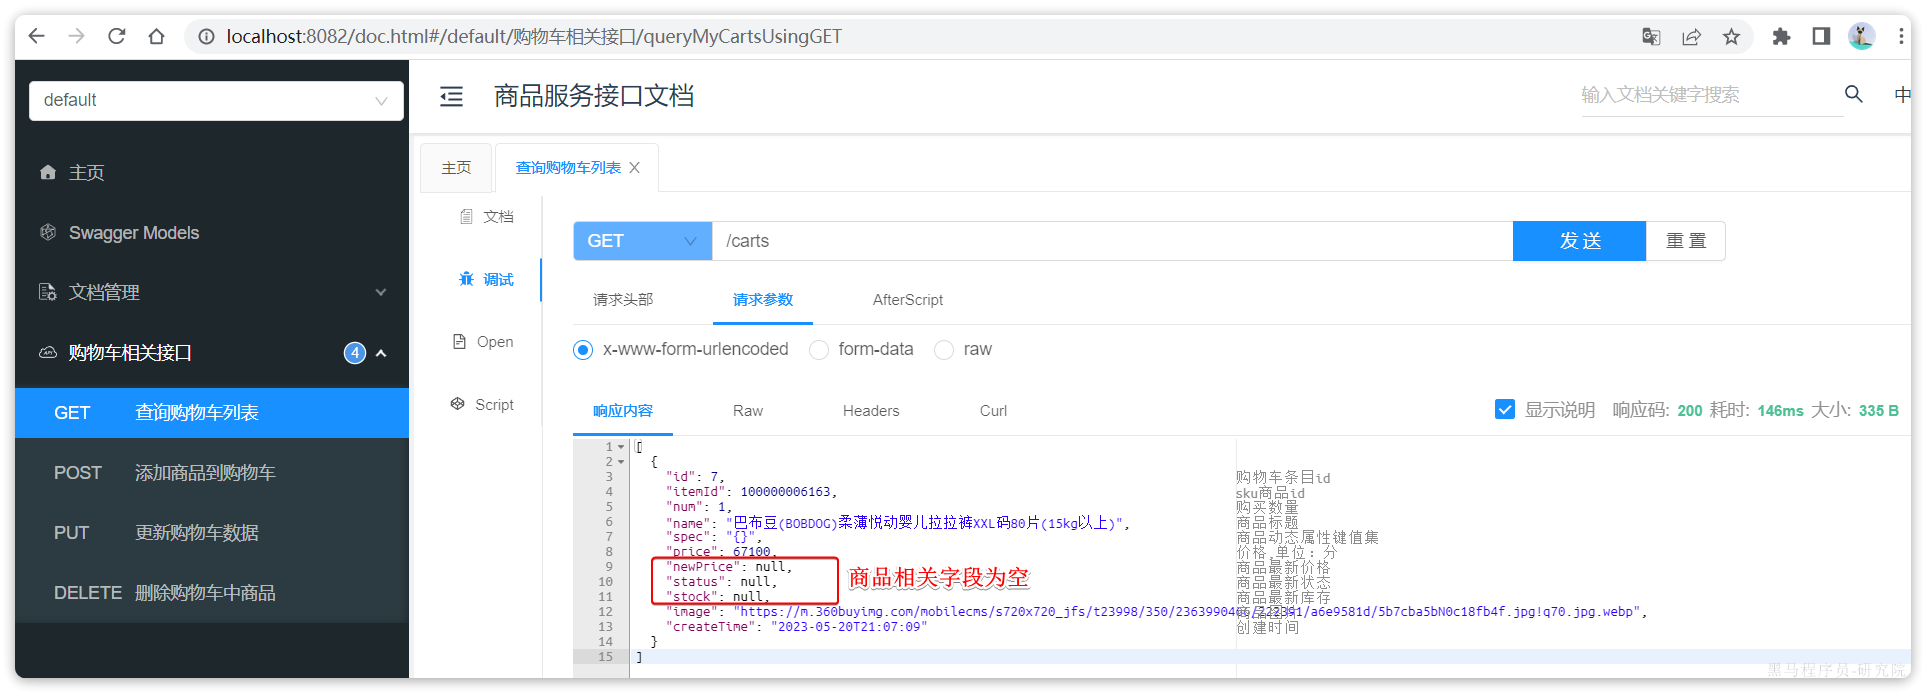 localhost:8082/doc.html#/default/购物车相关接口/queryMyCartsUsingGET
default
商品服务接口文档
输入文档关键字搜索
中
主页
Swagger Models
文档管理
购物车相关接口
4
GET 查询购物车列表
POST 添加商品到购物车
PUT 更新购物车数据
DELETE 删除购物车中商品
主页
查询购物车列表
文档
调试
Open
Script
GET
/carts
发 送
重 置
请求头部
请求参数
AfterScript
x-www-form-urlencoded
form-data
raw
响应内容
Raw
Headers
Curl
显示说明
响应码: 200 耗时: 146ms 大小: 335 B
1 [
2 {
3 "id": 7, 购物车条目id
4 "itemId": 100000006163, sku商品id
5 "num": 1, 购买数量
6 "name": "巴布豆(BOBDOG)柔薄悦动婴儿拉拉裤XXL码80片(15kg以上)", 商品标题
7 "spec": "{}", 商品动态属性键值集
8 "price": 67100, 价格,单位：分
9 "newPrice": null, 商品最新价格
10 "status": null, 商品最新状态
11 "stock": null, 商品最新库存
商品相关字段为空
12 "image": "https://m.360buyimg.com/mobilecms/s720x720_jfs/t23998/350/
13 "createTime": "2023-05-20T21:07:09" 创建时间
14 }
15 ]
黑马程序员-研究院